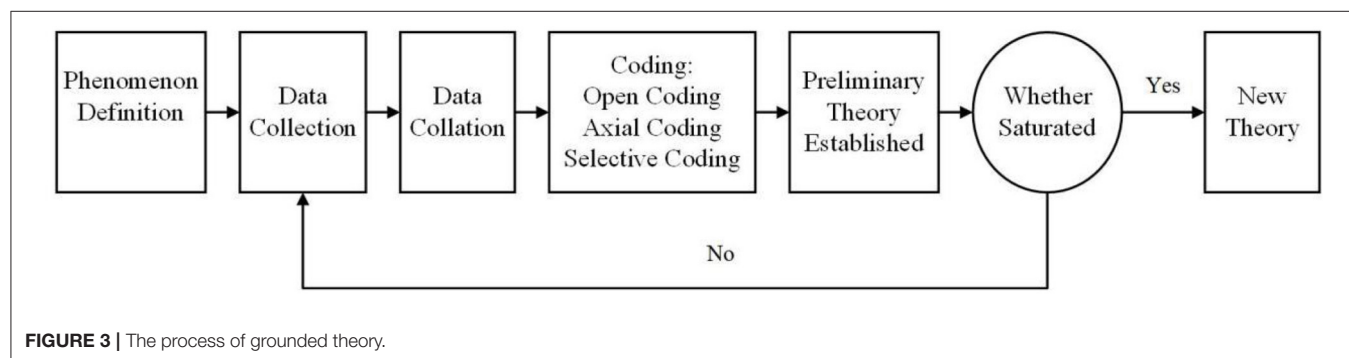 Phenomenon
Definition
Data
Collection
Data
Collation
Coding:
Open Coding
Axial Coding
Selective Coding
Preliminary
Theory
Established
Whether
Saturated
Yes
New
Theory
No
FIGURE 3 | The process of grounded theory.